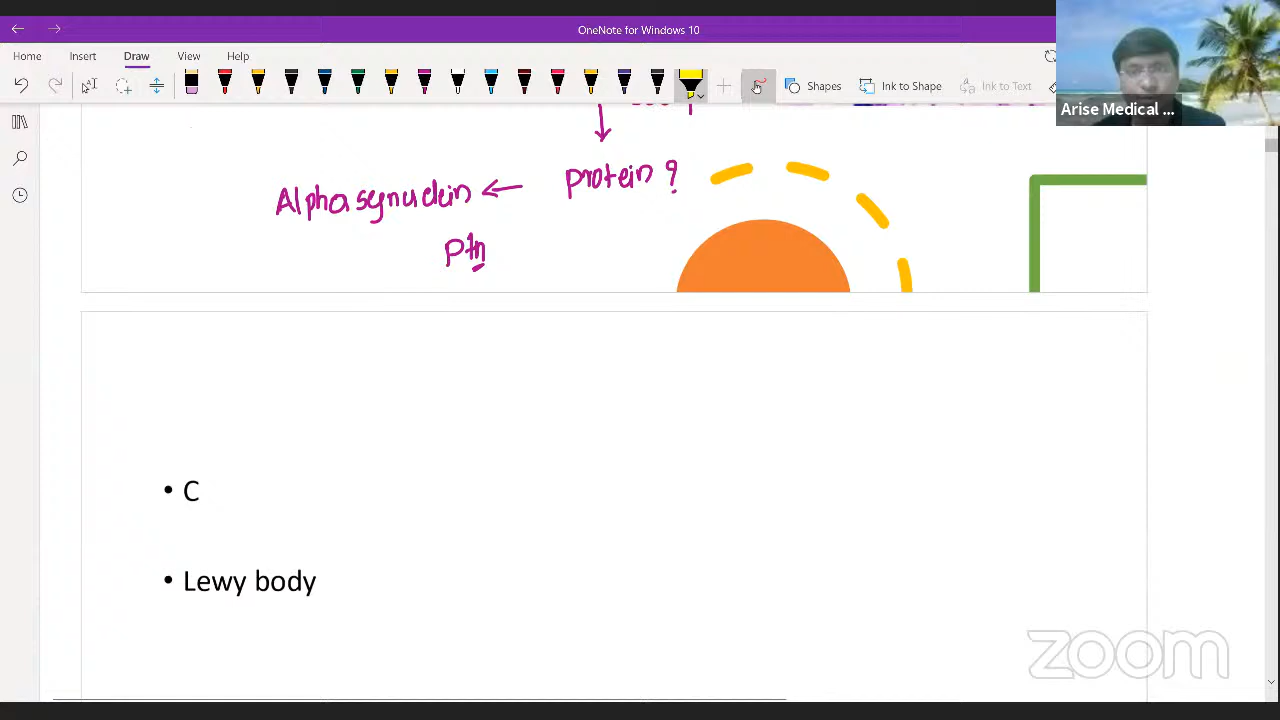 OneNote for Windows 10
Home Insert Draw View Help
Shapes Ink to Shape Ink to Text
Arise Medical ...
protein ?
Alpha synuclein
Ptn
• C
• Lewy body
zoom